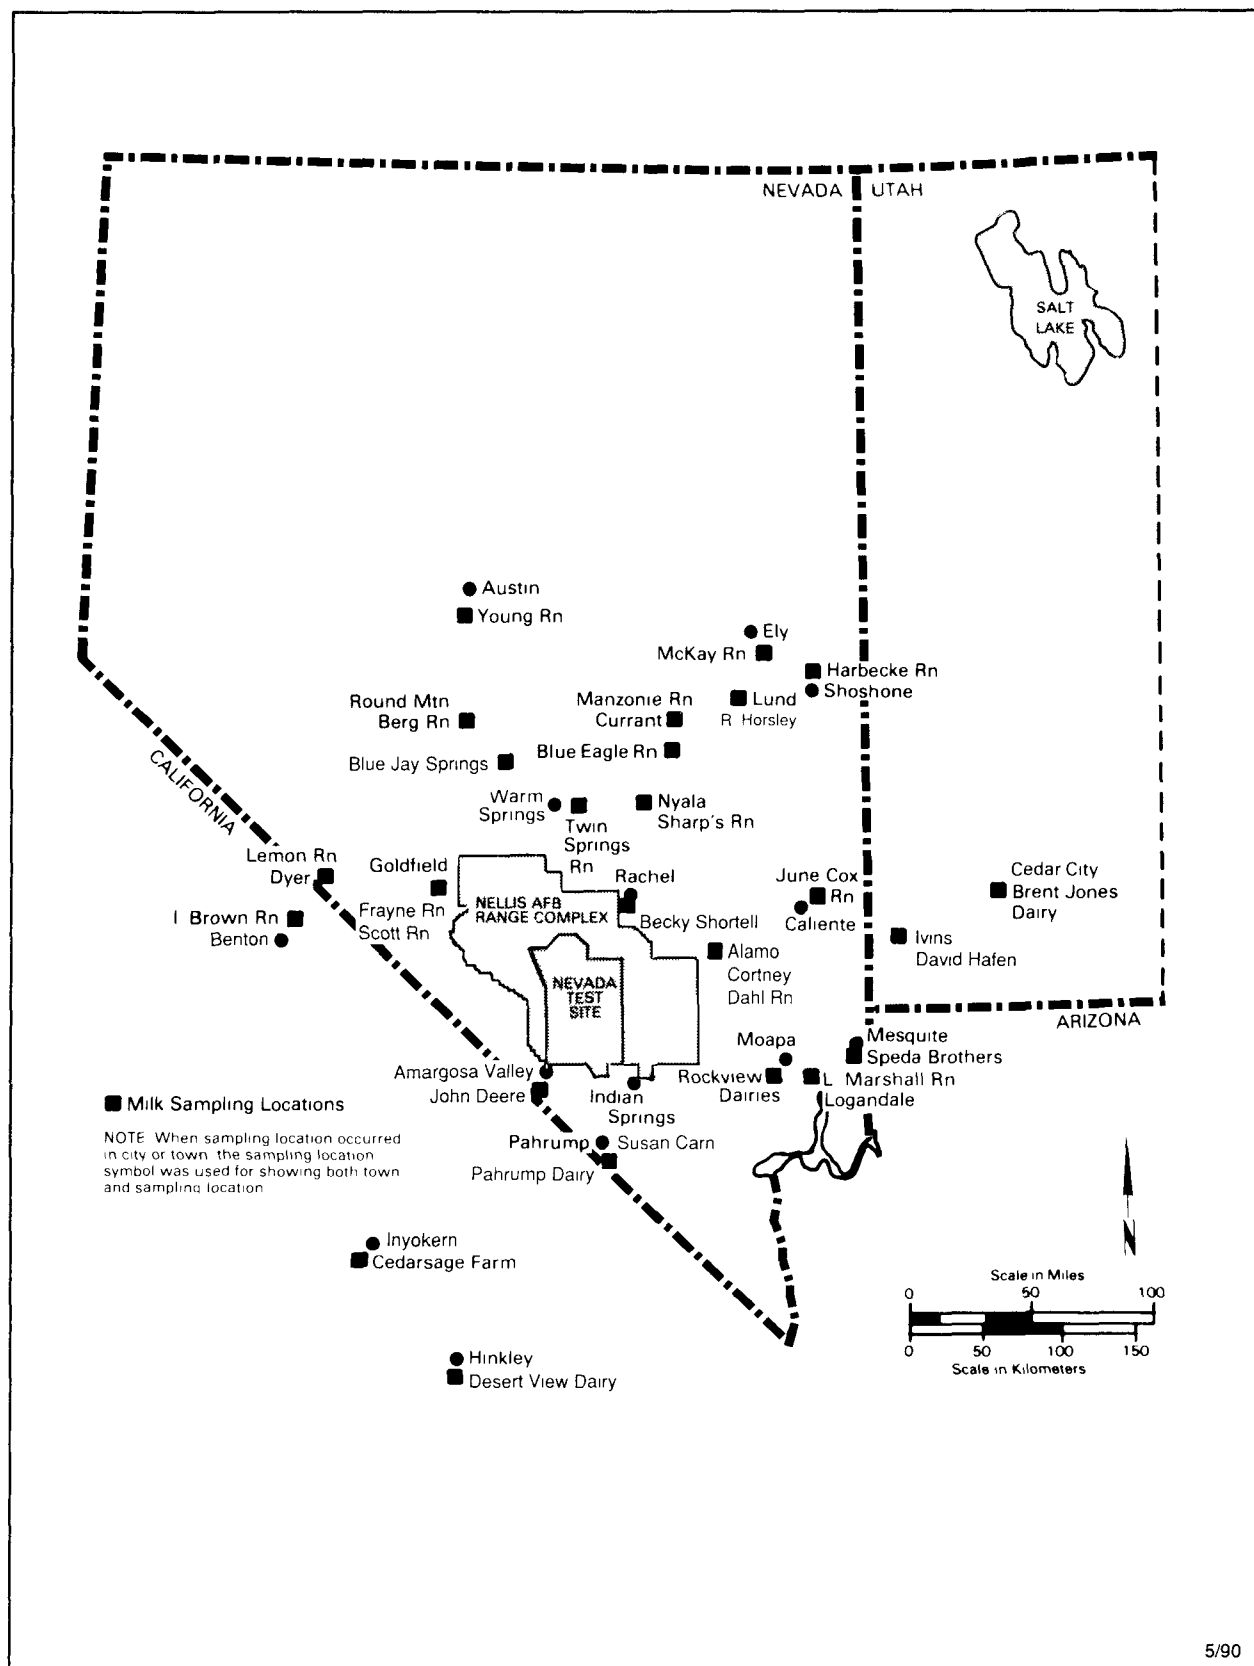 NEVADA
UTAH
SALT
LAKE
Austin
Young Rn
Ely
McKay Rn
Harbecke Rn
Shoshone
Round Mtn
Berg Rn
Manzonie Rn
Currant
Lund
R Horsley
Blue Jay Springs
Blue Eagle Rn
CALIFORNIA
Warm
Springs
Twin
Springs
Rn
Nyala
Sharp's Rn
Lemon Rn
Dyer
Goldfield
Frayne Rn
Scott Rn
NELLIS AFB
RANGE COMPLEX
Rachel
Becky Shortell
June Cox
Rn
Caliente
Cedar City
Brent Jones
Dairy
I Brown Rn
Benton
Ivins
David Hafen
Alamo
Cortney
Dahl Rn
NEVADA
TEST
SITE
ARIZONA
Moapa
Mesquite
Speda Brothers
Amargosa Valley
John Deere
Indian
Springs
Rockview
Dairies
L Marshall Rn
Logandale
Milk Sampling Locations
NOTE When sampling location occurred
in city or town the sampling location
symbol was used for showing both town
and sampling location
Pahrump
Susan Carn
Pahrump Dairy
Inyokern
Cedarsage Farm
N
Scale in Miles
0 50 100
0 50 100 150
Scale in Kilometers
Hinkley
Desert View Dairy
5/90